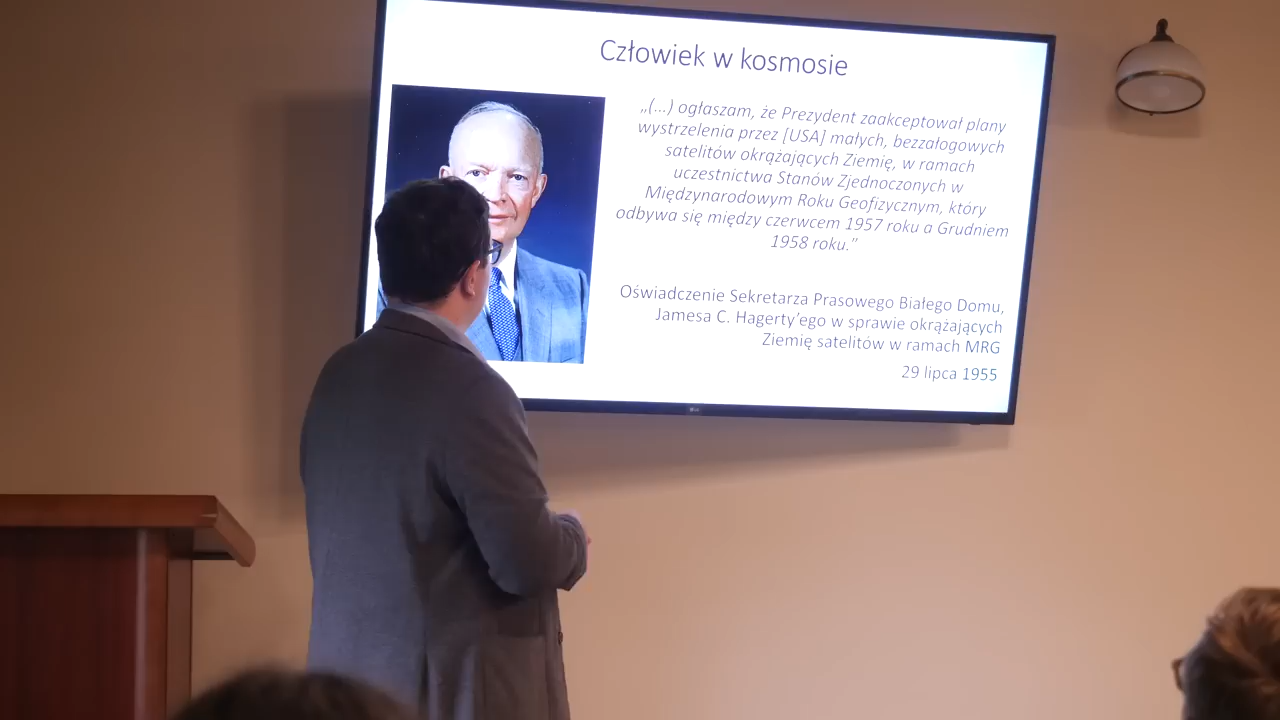 Człowiek w kosmosie
„(...) ogłaszam, że Prezydent zaakceptował plany
wystrzelenia przez [USA] małych, bezzałogowych
satelitów okrążających Ziemię, w ramach
uczestnictwa Stanów Zjednoczonych w
Międzynarodowym Roku Geofizycznym, który
odbywa się między czerwcem 1957 roku a Grudniem
1958 roku.”
Oświadczenie Sekretarza Prasowego Białego Domu,
Jamesa C. Hagerty’ego w sprawie okrążających
Ziemię satelitów w ramach MRG
29 lipca 1955
LG